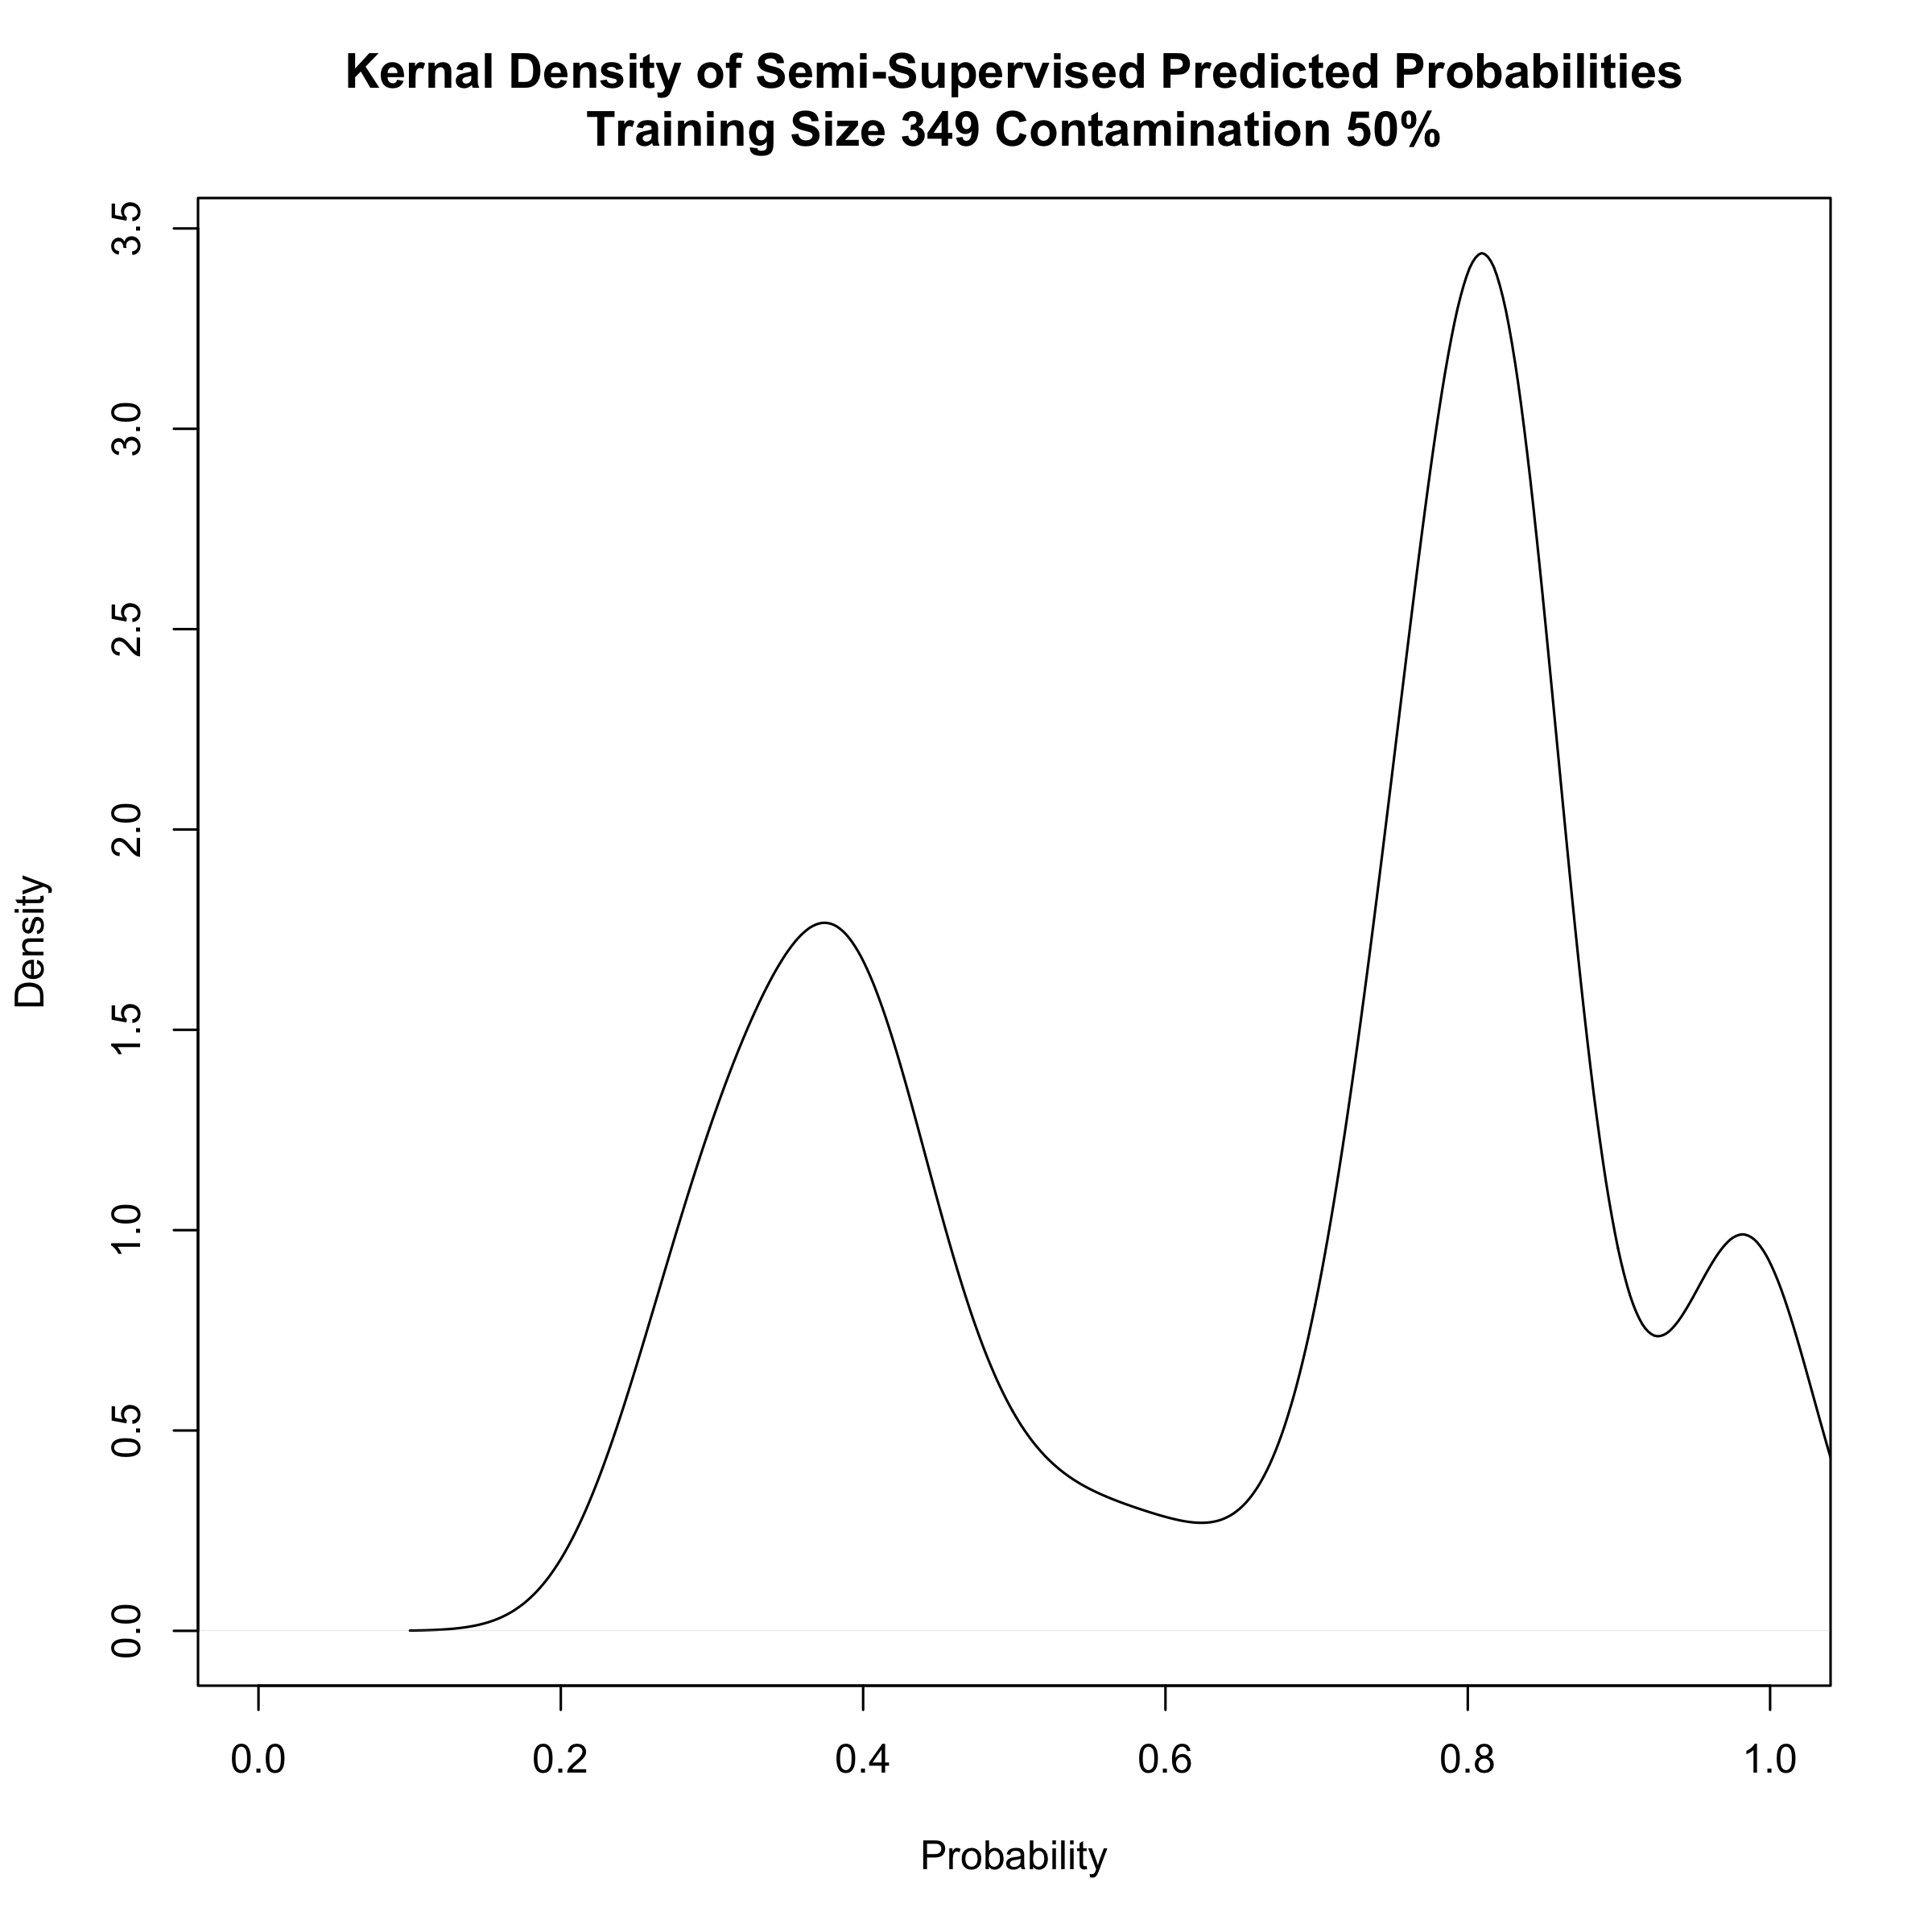 Kernal Density of Semi-Supervised Predicted Probabilities
Training Size 349 Contamination 50%
3.5
3.0
2.5
2.0
1.5
1.0
0.5
0.0
Density
0.0 0.2 0.4 0.6 0.8 1.0
Probability